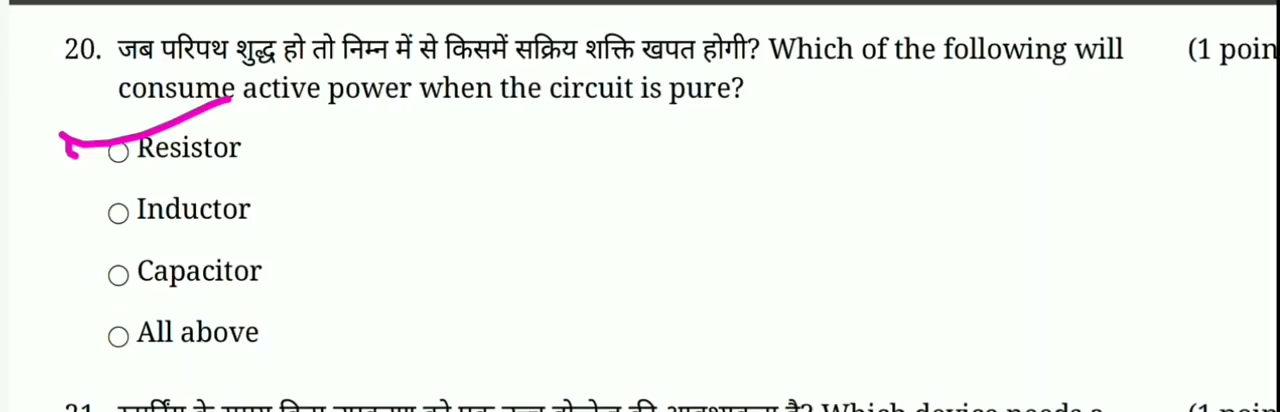 20. जब परिपथ शुद्ध हो तो निम्न में से किसमें सक्रिय शक्ति खपत होगी? Which of the following will (1 poin
consume active power when the circuit is pure?
Resistor
Inductor
Capacitor
All above